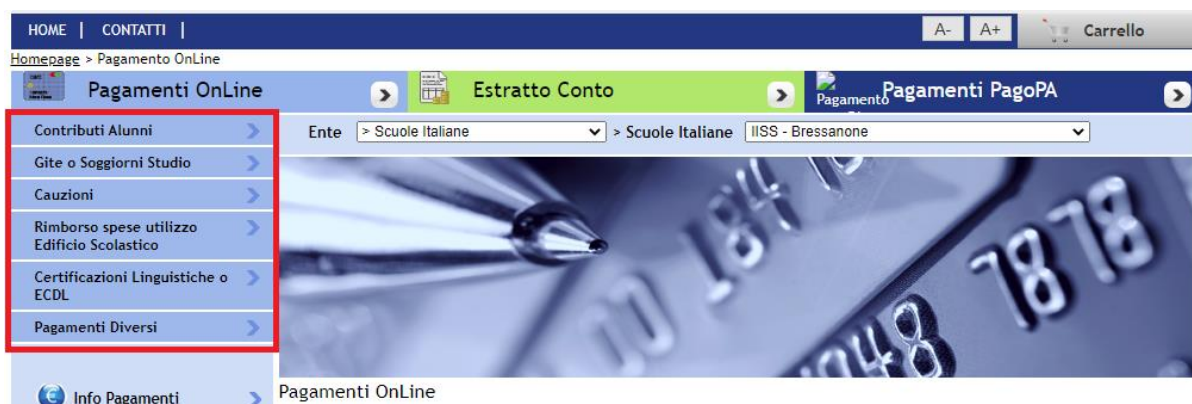 HOME | CONTATTI |
A- A+ Carrello
Homepage > Pagamento OnLine
Pagamenti OnLine
Estratto Conto
Pagamento Pagamenti PagoPA
Contributi Alunni
Gite o Soggiorni Studio
Cauzioni
Rimborso spese utilizzo
Edificio Scolastico
Certificazioni Linguistiche o
ECDL
Pagamenti Diversi
Info Pagamenti
Ente > Scuole Italiane > Scuole Italiane IISS - Bressanone
Pagamenti OnLine